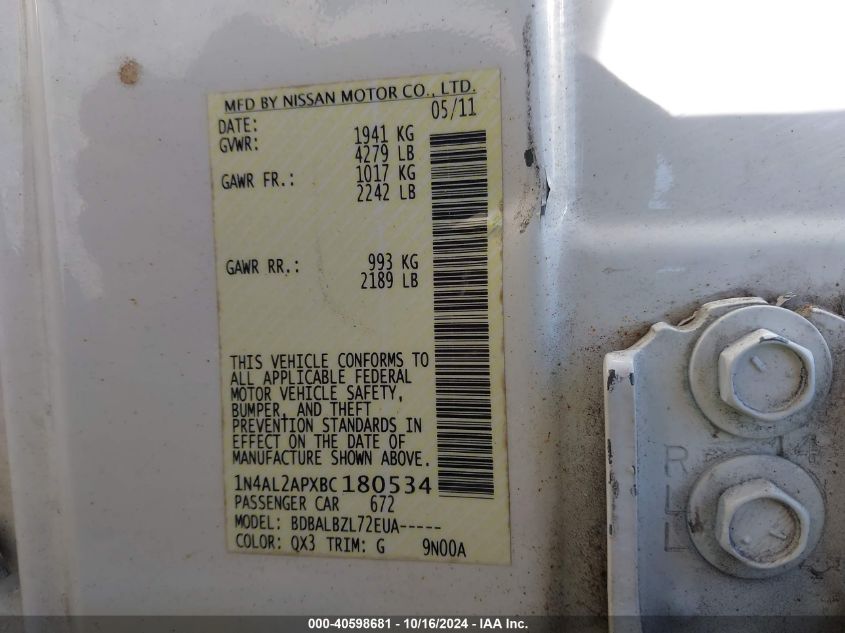 MFD BY NISSAN MOTOR CO., LTD.
DATE: 05/11
GVWR: 1941 KG
4279 LB
GAWR FR.: 1017 KG
2242 LB
GAWR RR.: 993 KG
2189 LB
THIS VEHICLE CONFORMS TO
ALL APPLICABLE FEDERAL
MOTOR VEHICLE SAFETY,
BUMPER, AND THEFT
PREVENTION STANDARDS IN
EFFECT ON THE DATE OF
MANUFACTURE SHOWN ABOVE.
1N4AL2APXBC180534
PASSENGER CAR 672
MODEL: BDBALBZL72EUA-----
COLOR: QX3 TRIM: G 9N00A
R
L
L
14
000-40598681 - 10/16/2024 - IAA Inc.